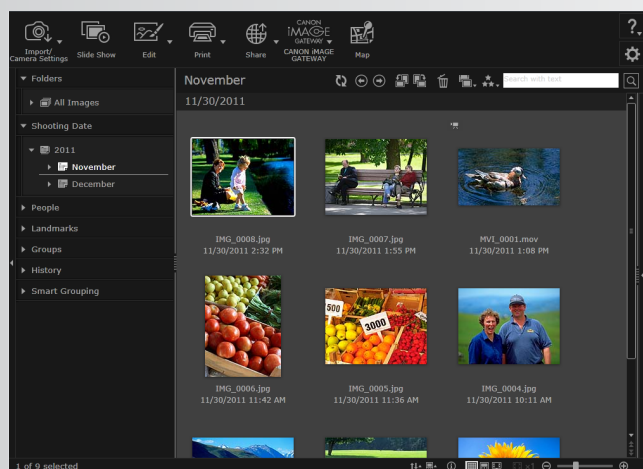 CANON
iMAGE
GATEWAY
Import/
Camera Settings
Slide Show
Edit
Print
Share
CANON iMAGE
GATEWAY
Map
?
Folders
All Images
Shooting Date
2011
November
December
People
Landmarks
Groups
History
Smart Grouping
November
Search with text
11/30/2011
IMG_0008.jpg
11/30/2011 2:32 PM
IMG_0007.jpg
11/30/2011 1:55 PM
MVI_0001.mov
11/30/2011 1:08 PM
500
3000
IMG_0006.jpg
11/30/2011 11:42 AM
IMG_0005.jpg
11/30/2011 11:36 AM
IMG_0004.jpg
11/30/2011 10:11 AM
1 of 9 selected
x1